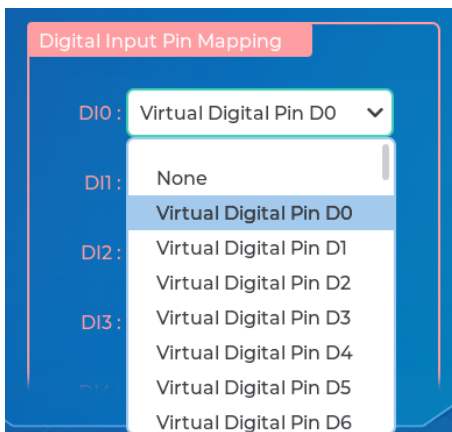 Digital Input Pin Mapping
DI0 : Virtual Digital Pin D0
None
DI1 :
Virtual Digital Pin D0
Virtual Digital Pin D1
DI2 :
Virtual Digital Pin D2
Virtual Digital Pin D3
DI3 :
Virtual Digital Pin D4
Virtual Digital Pin D5
Virtual Digital Pin D6